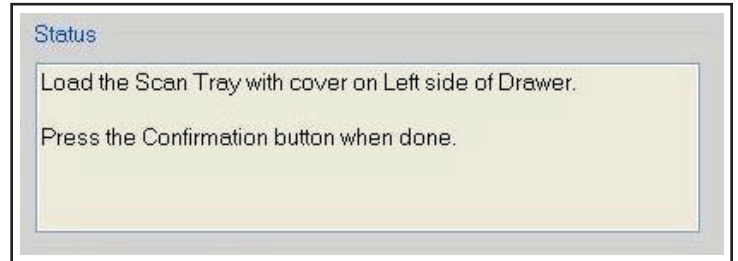 Status
Load the Scan Tray with cover on Left side of Drawer.
Press the Confirmation button when done.